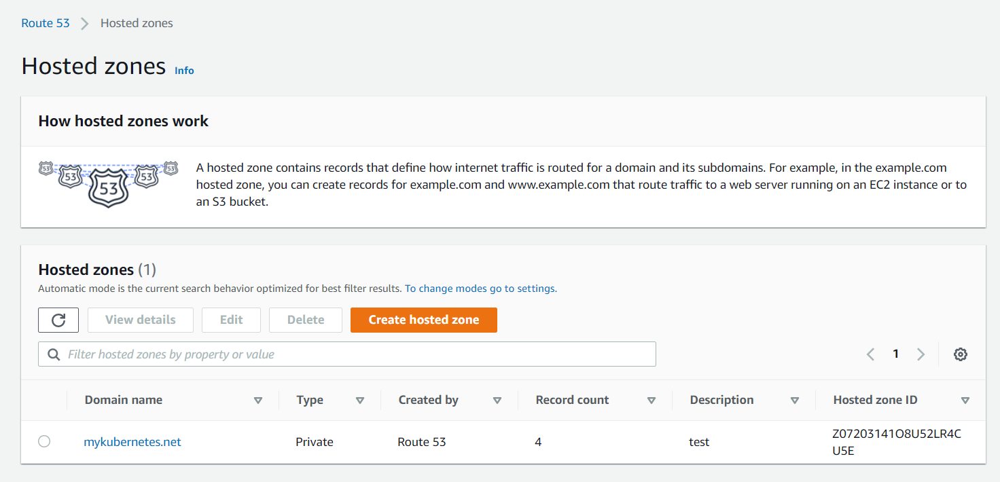 Route 53 Hosted zones
Hosted zones Info
How hosted zones work
53 53 53 53 53
A hosted zone contains records that define how internet traffic is routed for a domain and its subdomains. For example, in the example.com
hosted zone, you can create records for example.com and www.example.com that route traffic to a web server running on an EC2 instance or to
an S3 bucket.
Hosted zones (1)
Automatic mode is the current search behavior optimized for best filter results. To change modes go to settings.
View details Edit Delete Create hosted zone
Filter hosted zones by property or value 1
Domain name Type Created by Record count Description Hosted zone ID
mykubernetes.net Private Route 53 4 test Z07203141O8U52LR4C
U5E